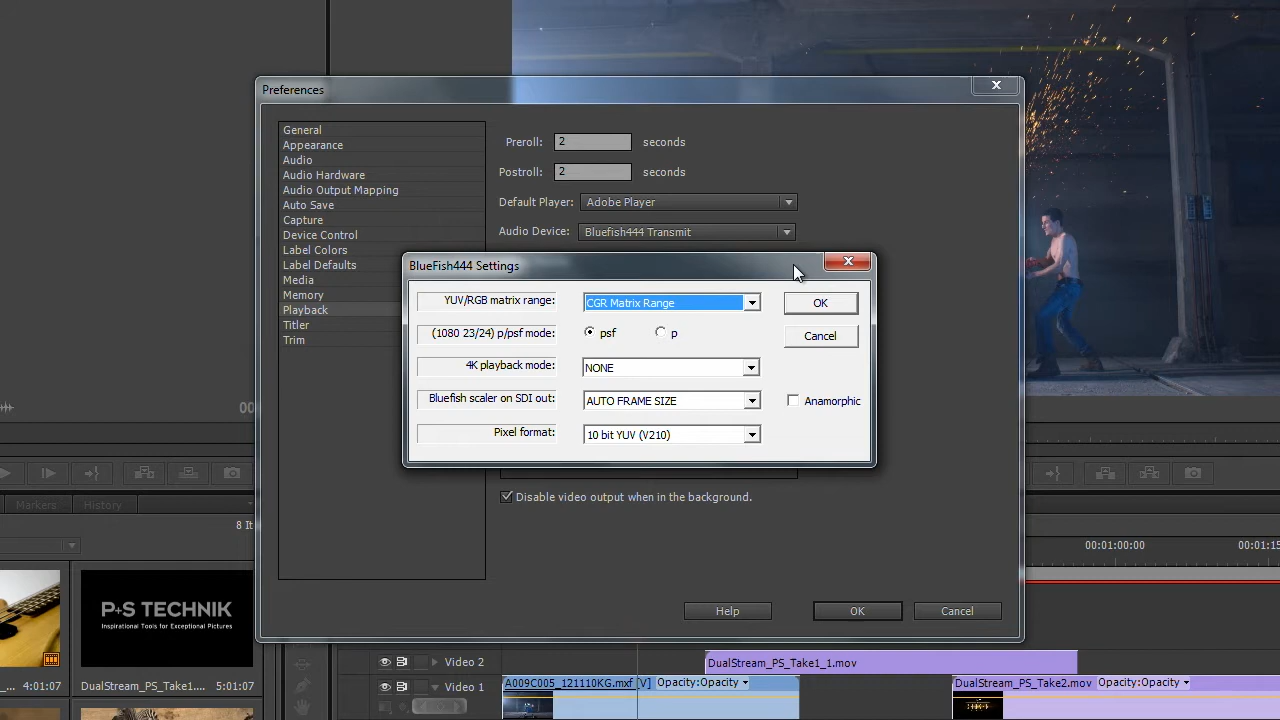 Preferences
General
Appearance
Audio
Audio Hardware
Audio Output Mapping
Auto Save
Capture
Device Control
Label Colors
Label Defaults
Media
Memory
Playback
Titler
Trim
Preroll: 2 seconds
Postroll: 2 seconds
Default Player: Adobe Player
Audio Device: Bluefish444 Transmit
BlueFish444 Settings
YUV/RGB matrix range: CGR Matrix Range
OK
(1080 23/24) p/psf mode: psf p
Cancel
4K playback mode: NONE
Bluefish scaler on SDI out: AUTO FRAME SIZE
Anamorphic
Pixel format: 10 bit YUV (V210)
Disable video output when in the background.
Help OK Cancel
00
Markers History
8 It
00:01:00:00 00:01:15
P+S TECHNIK
Inspirational Tools for Exceptional Pictures
... 4:01:07
DualStream_PS_Take1.... 5:01:07
Video 2
DualStream_PS_Take1_1.mov
Video 1
A009C005_121110KG.mxf [V] Opacity:Opacity
DualStream_PS_Take2.mov Opacity:Opacity